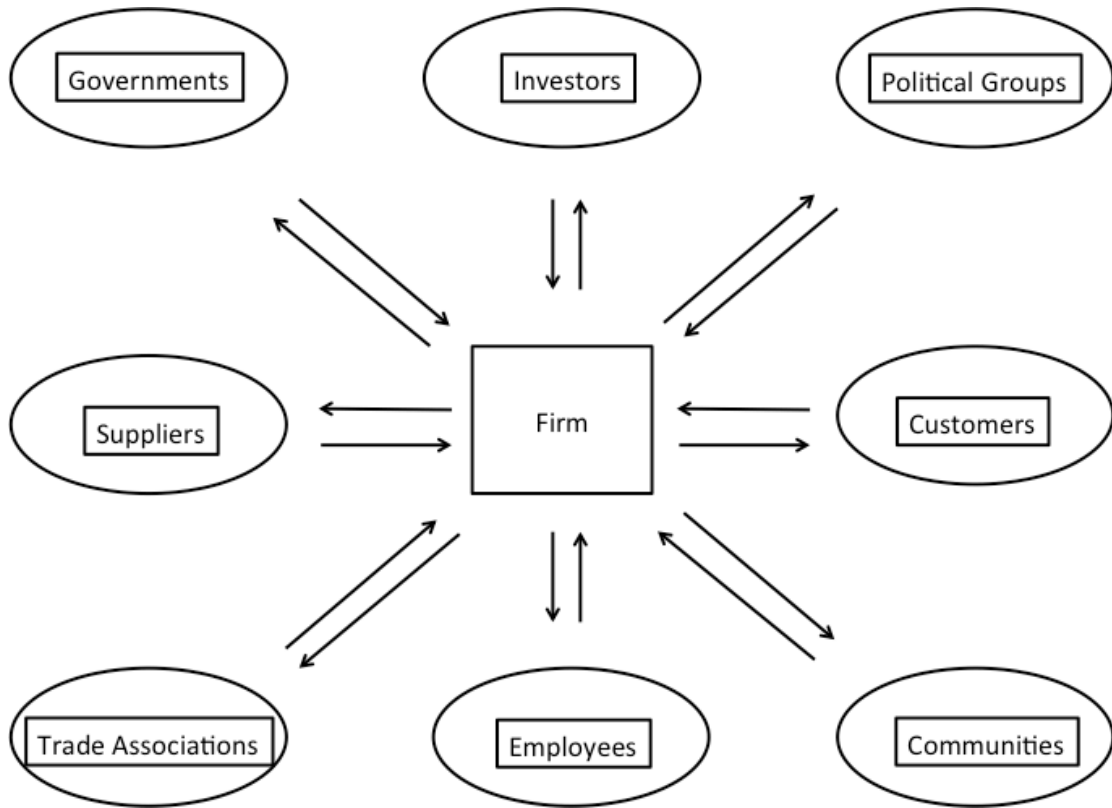 Governments
Investors
Political Groups
Suppliers
Firm
Customers
Trade Associations
Employees
Communities